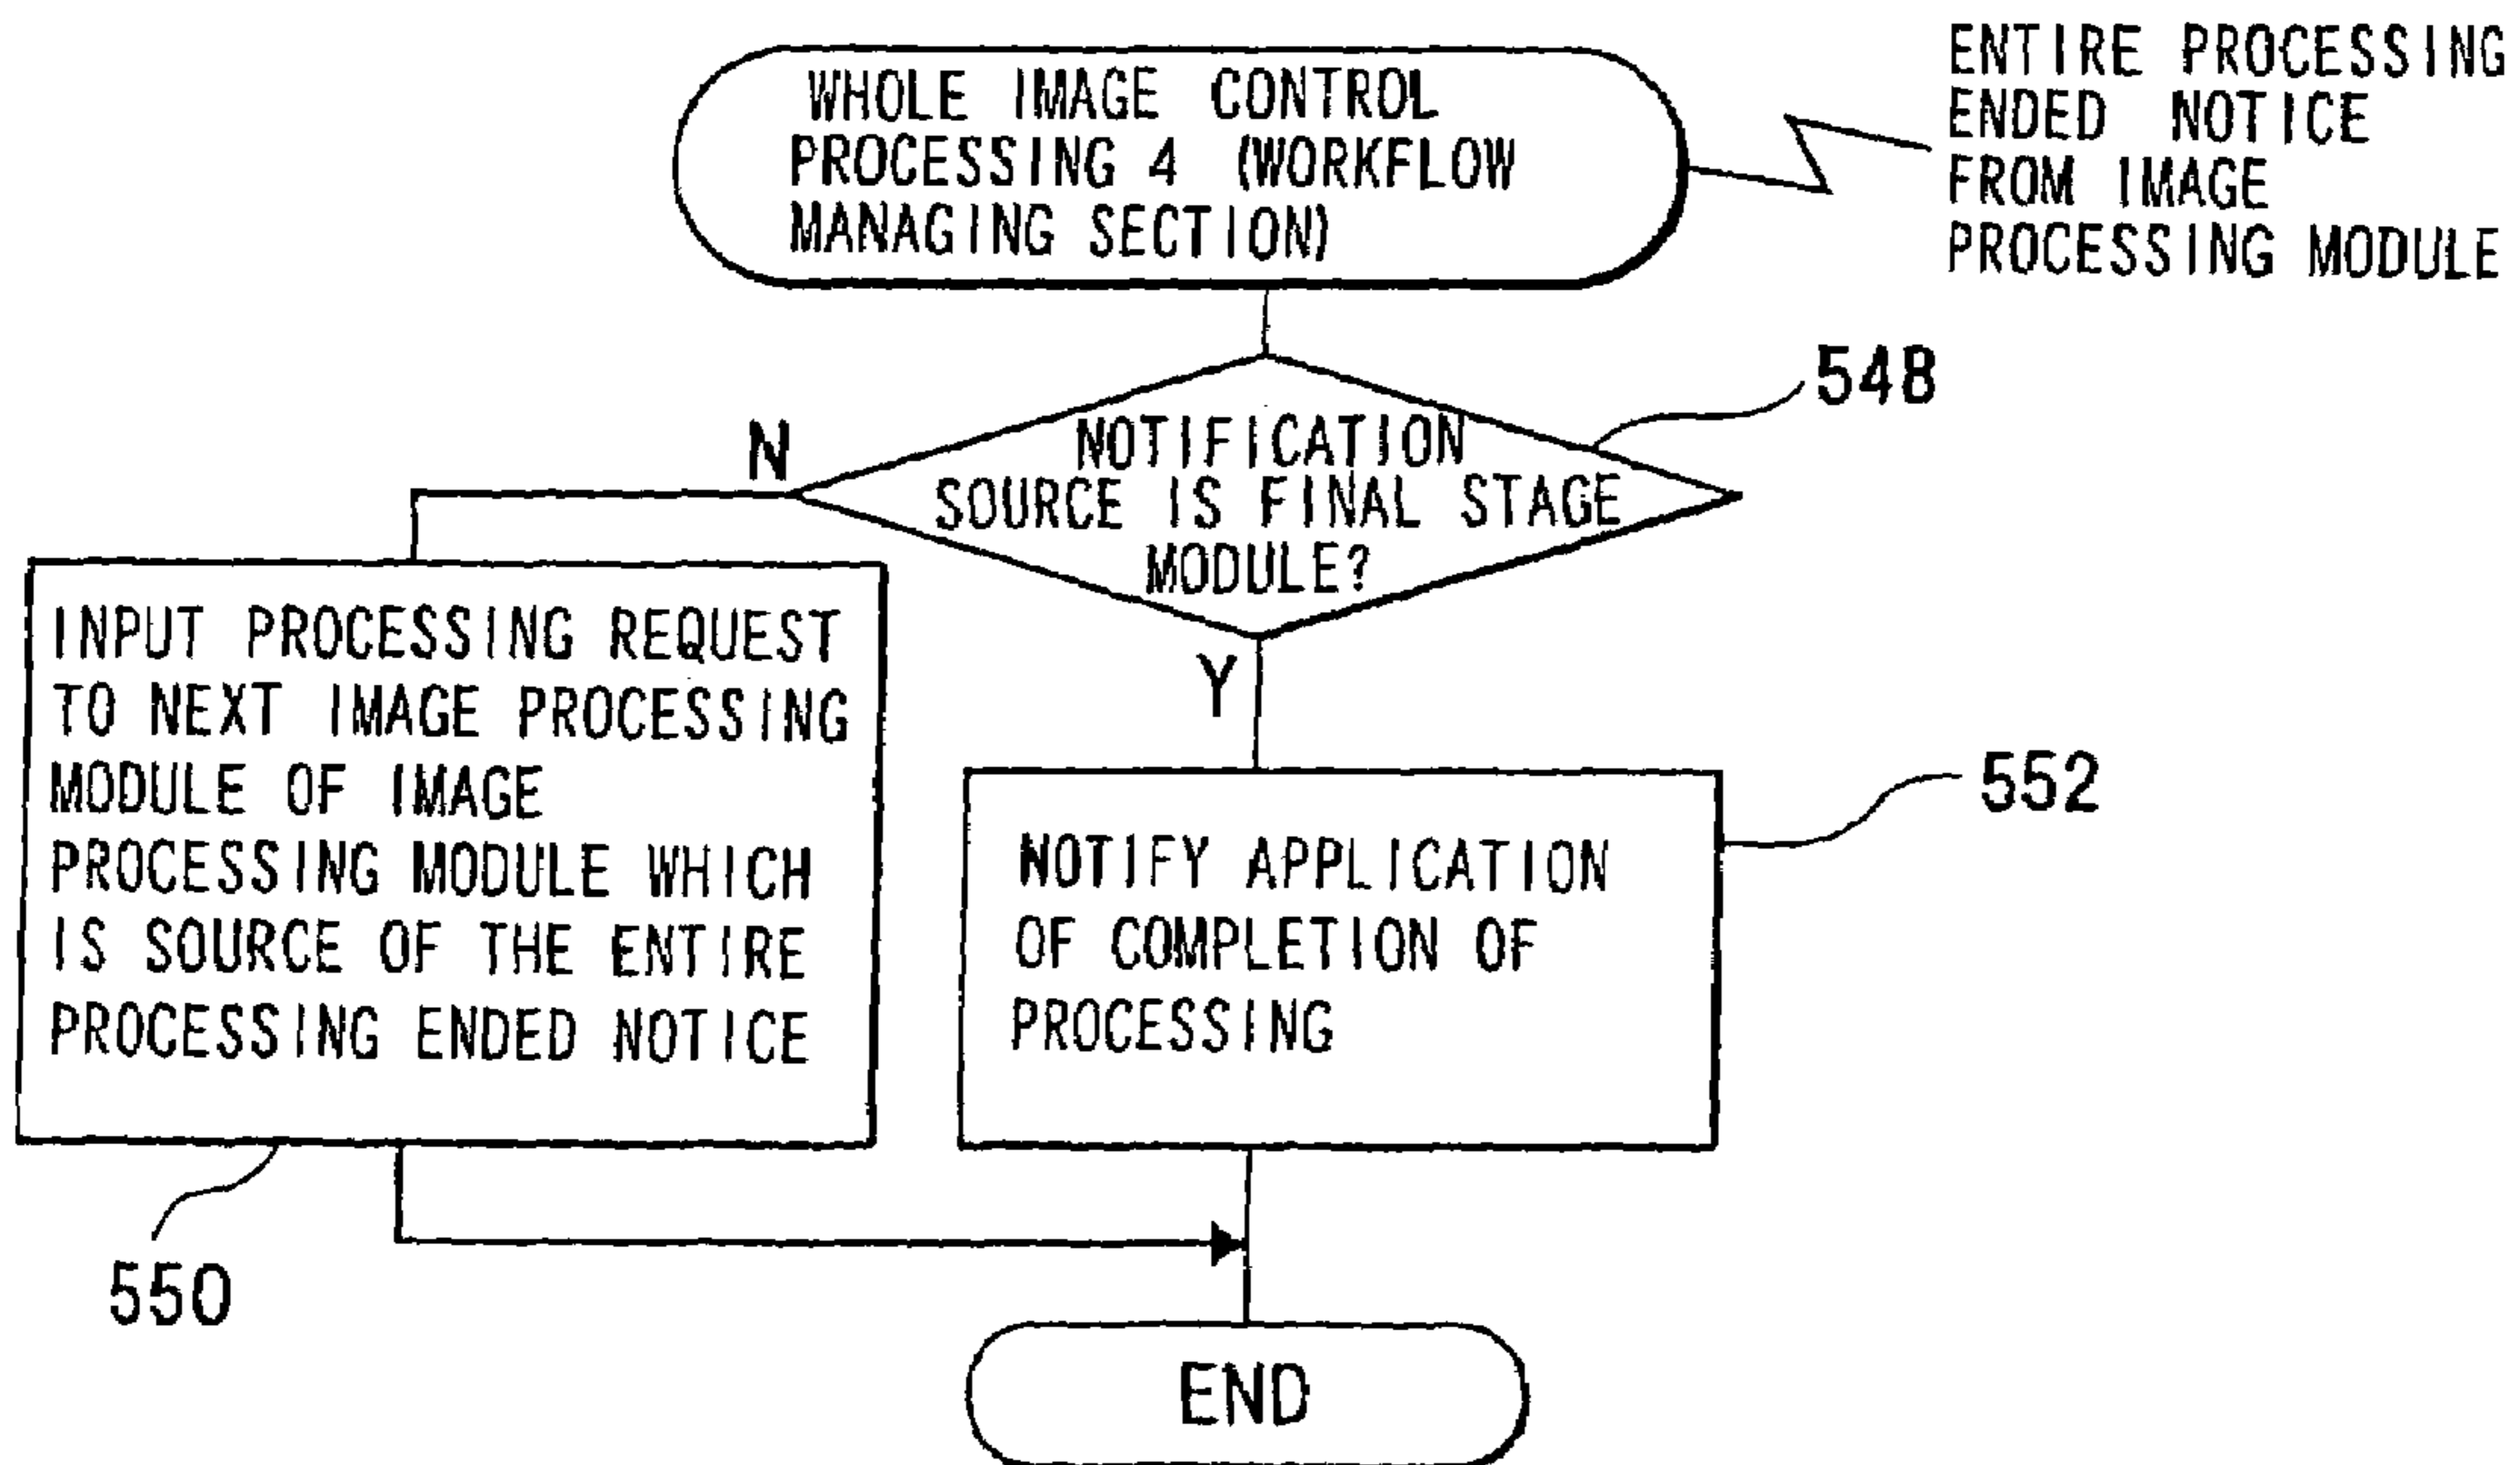 WHOLE IMAGE CONTROL
PROCESSING 4 (WORKFLOW
MANAGING SECTION)
ENTIRE PROCESSING
ENDED NOTICE
FROM IMAGE
PROCESSING MODULE
548
N
NOTIFICATION
SOURCE IS FINAL STAGE
MODULE?
Y
INPUT PROCESSING REQUEST
TO NEXT IMAGE PROCESSING
MODULE OF IMAGE
PROCESSING MODULE WHICH
IS SOURCE OF THE ENTIRE
PROCESSING ENDED NOTICE
550
NOTIFY APPLICATION
OF COMPLETION OF
PROCESSING
552
END